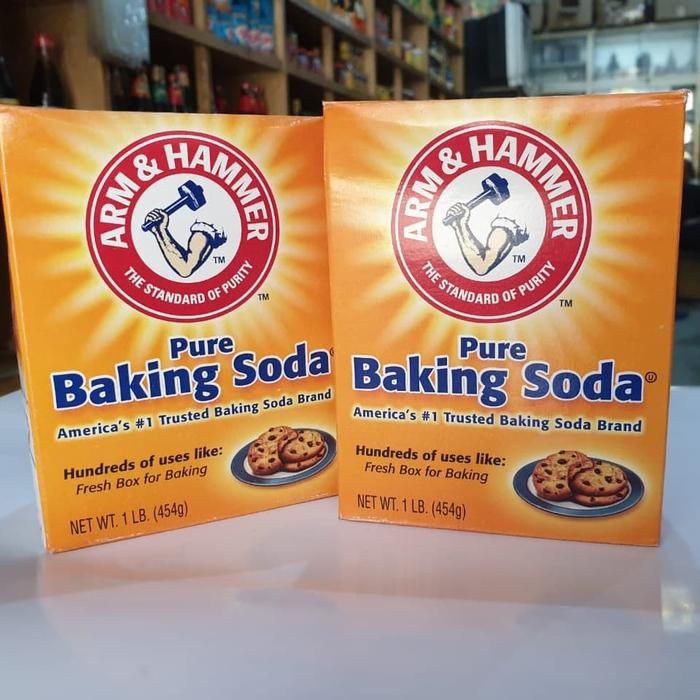 ARM & HAMMER
TM
THE STANDARD OF PURITY
TM
Pure
Baking Soda
America's #1 Trusted Baking Soda Brand
Hundreds of uses like:
Fresh Box for Baking
NET WT. 1 LB. (454g)
ARM & HAMMER
TM
THE STANDARD OF PURITY
TM
Pure
Baking Soda Ⓤ
America's #1 Trusted Baking Soda Brand
Hundreds of uses like:
Fresh Box for Baking
NET WT. 1 LB. (454g)